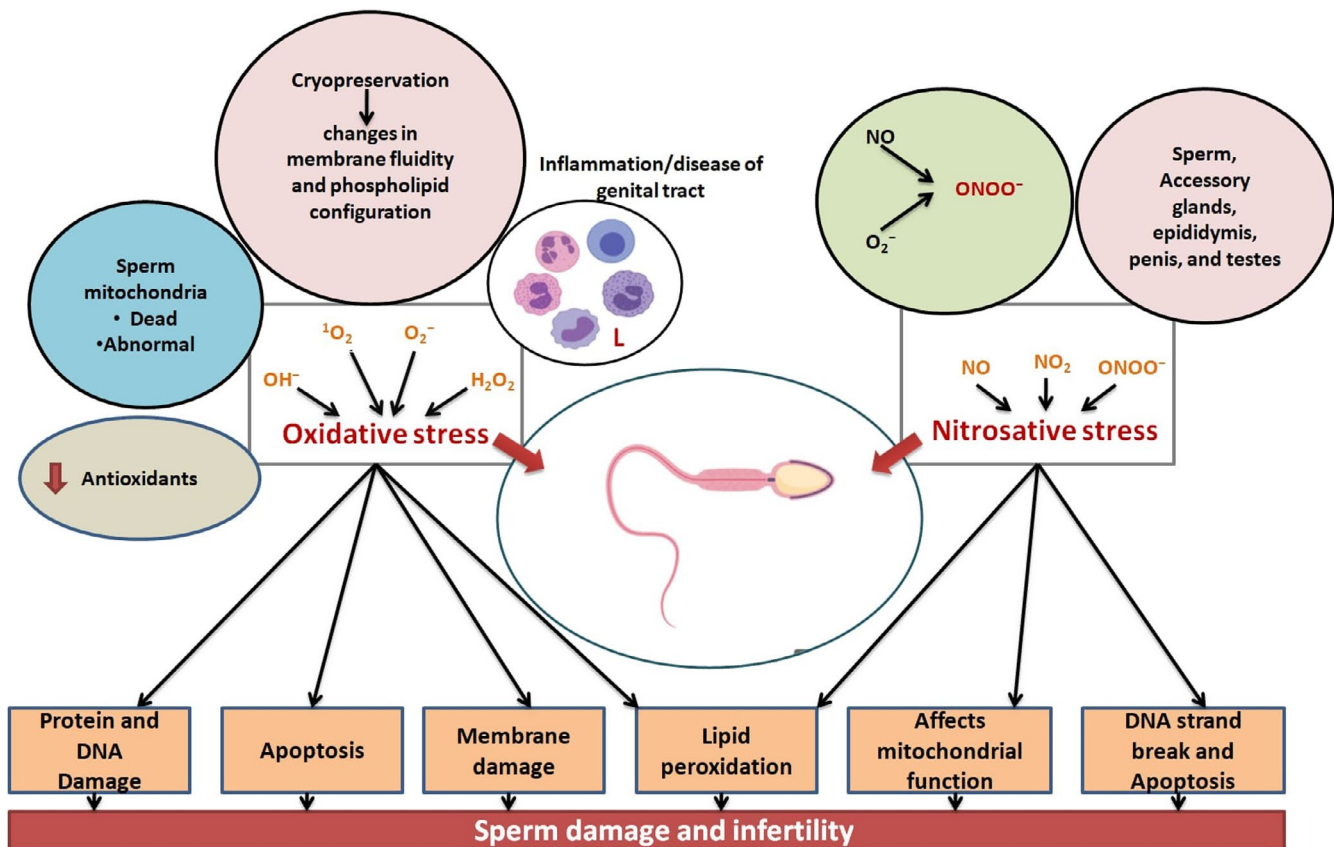 Cryopreservation
changes in
membrane fluidity
and phospholipid
configuration
Inflammation/disease of
genital tract
L
Sperm
mitochondria
• Dead
•Abnormal
Antioxidants
¹O₂
O₂⁻
OH⁻
H₂O₂
Oxidative stress
NO
O₂⁻
ONOO⁻
Sperm,
Accessory
glands,
epididymis,
penis, and testes
NO
NO₂
ONOO⁻
Nitrosative stress
Protein and
DNA
Damage
Apoptosis
Membrane
damage
Lipid
peroxidation
Affects
mitochondrial
function
DNA strand
break and
Apoptosis
Sperm damage and infertility